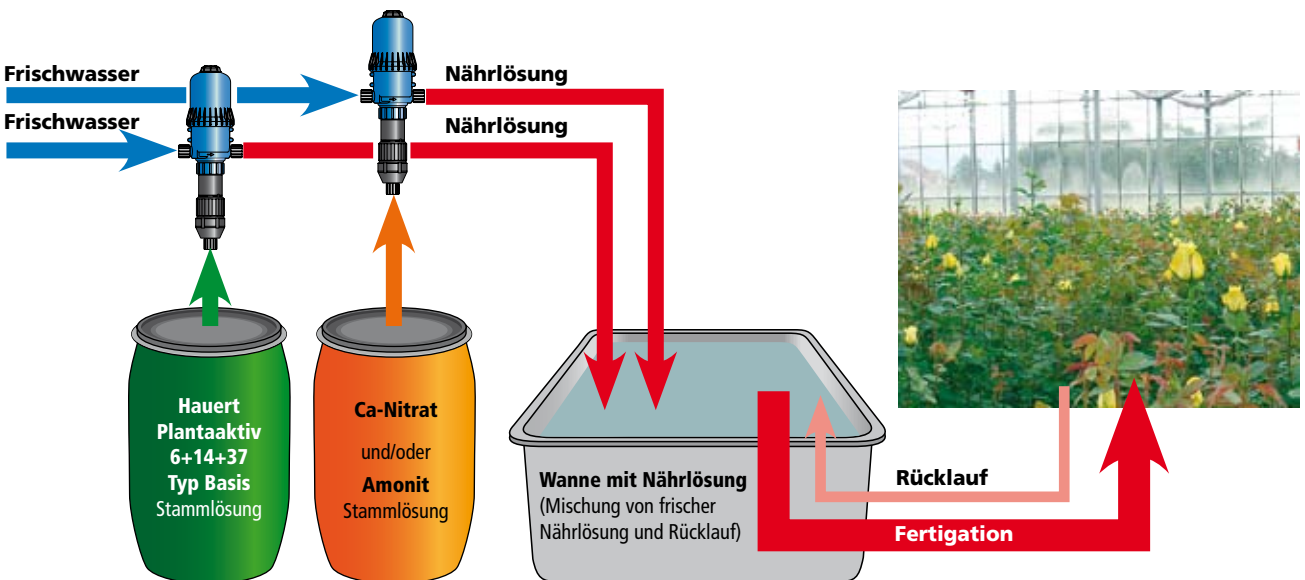 Frischwasser
Nährlösung
Frischwasser
Nährlösung
Hauert
Plantaaktiv
6+14+37
Typ Basis
Stammlösung
Ca-Nitrat
und/oder
Amonit
Stammlösung
Wanne mit Nährlösung
(Mischung von frischer
Nährlösung und Rücklauf)
Rücklauf
Fertigation